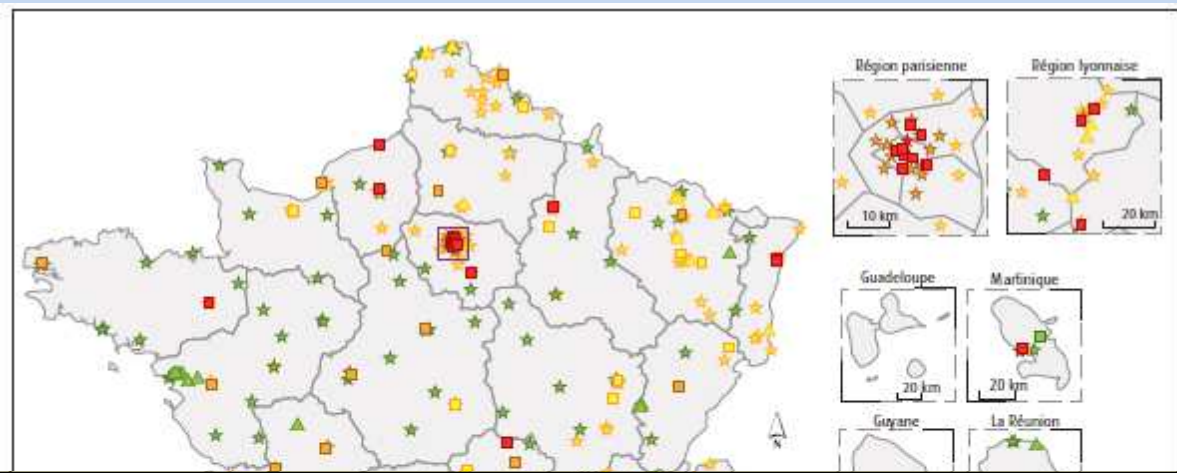 Région parisienne
Région lyonnaise
10 km
20 km
Guadeloupe
Martinique
20 km
20 km
N
Guyane
La Réunion